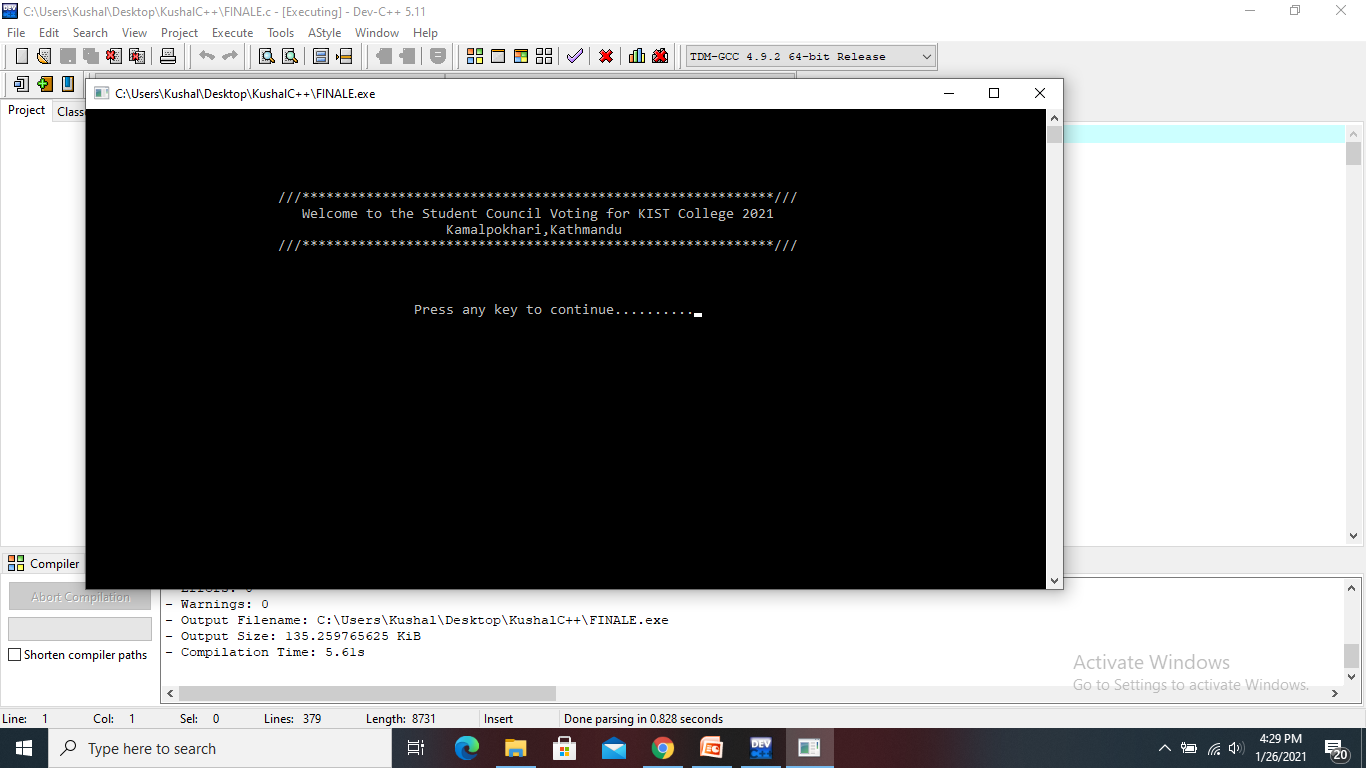 C:\Users\Kushal\Desktop\KushalC++\FINALE.c - [Executing] - Dev-C++ 5.11
File Edit Search View Project Execute Tools AStyle Window Help
TDM-GCC 4.9.2 64-bit Release
C:\Users\Kushal\Desktop\KushalC++\FINALE.exe
Project
///***********************************************************///
Welcome to the Student Council Voting for KIST College 2021
Kamalpokhari,Kathmandu
///***********************************************************///
Press any key to continue..........
Compiler
Abort Compilation
- Errors: 0
- Warnings: 0
- Output Filename: C:\Users\Kushal\Desktop\KushalC++\FINALE.exe
- Output Size: 135.259765625 KiB
- Compilation Time: 5.61s
Shorten compiler paths
Activate Windows
Go to Settings to activate Windows.
Line: 1 Col: 1 Sel: 0 Lines: 379 Length: 8731 Insert Done parsing in 0.828 seconds
Type here to search
DEV
4:29 PM
1/26/2021
20